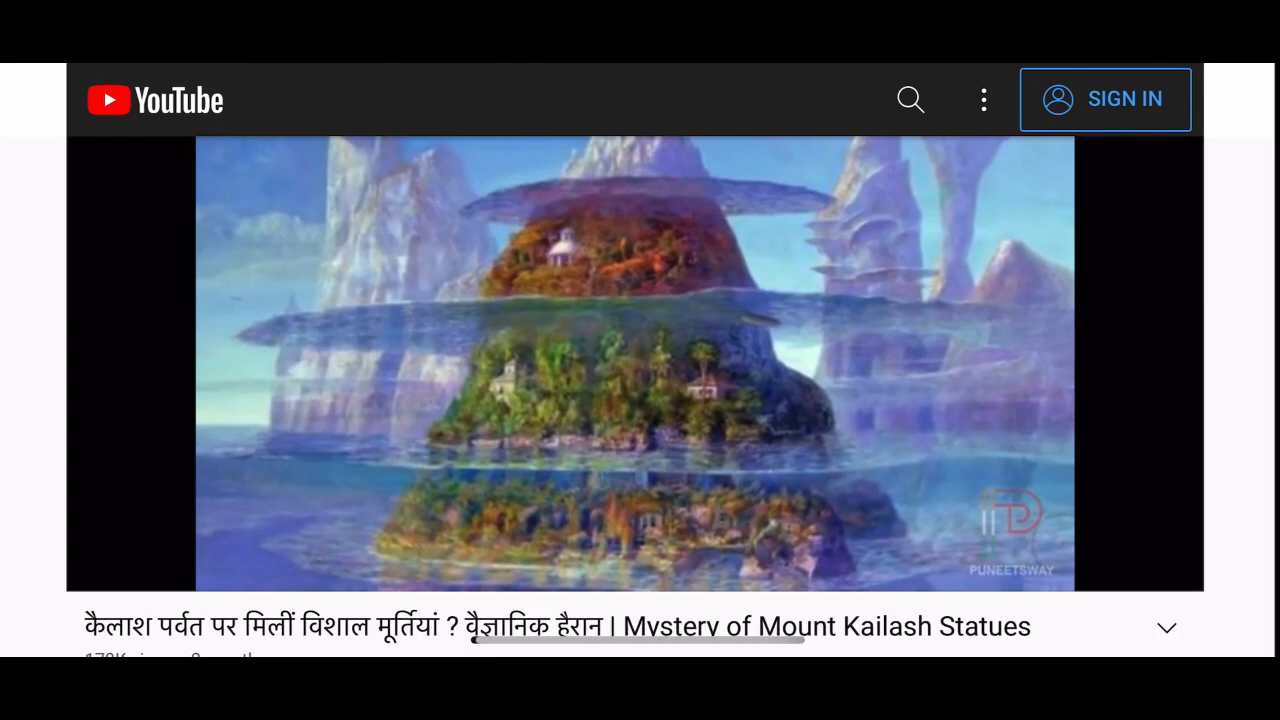 YouTube
SIGN IN
PUNEETSWAY
कैलाश पर्वत पर मिलीं विशाल मूर्तियां ? वैज्ञानिक हैरान | Mystery of Mount Kailash Statues